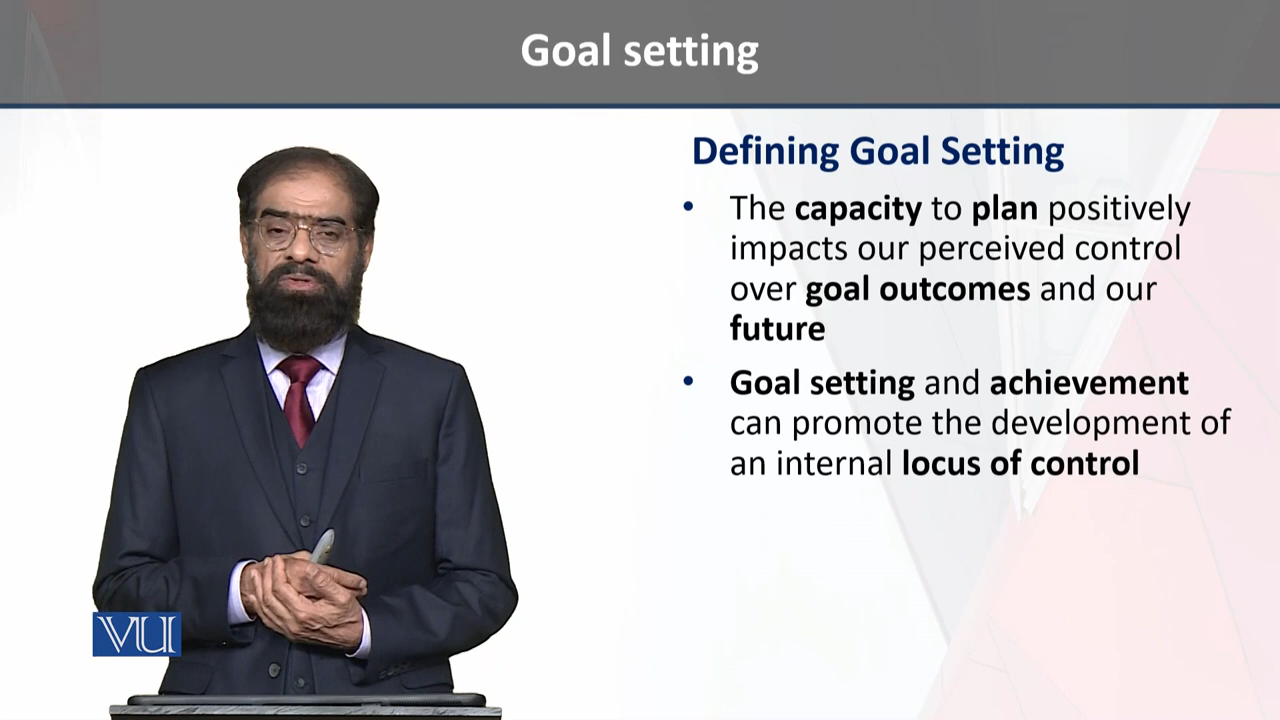 Goal setting
Defining Goal Setting
• The capacity to plan positively
impacts our perceived control
over goal outcomes and our
future
• Goal setting and achievement
can promote the development of
an internal locus of control
VU